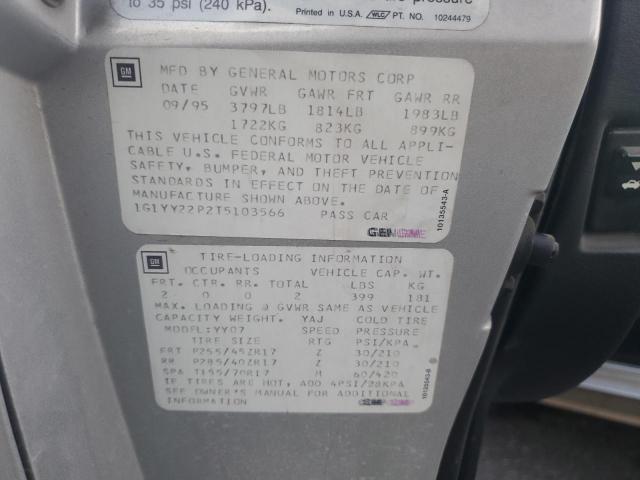 to 35 psi (240 kPa). pressure
Printed in U.S.A. WLC PT. NO. 10244479
GM
MFD BY GENERAL MOTORS CORP
DATE GVWR GAWR FRT GAWR RR
09/95 3797LB 1814LB 1983LB
1722KG 823KG 899KG
THIS VEHICLE CONFORMS TO ALL APPLI-
CABLE U.S. FEDERAL MOTOR VEHICLE
SAFETY, BUMPER, AND THEFT PREVENTION
STANDARDS IN EFFECT ON THE DATE OF
MANUFACTURE SHOWN ABOVE.
1G1YY22P2T5103566 PASS CAR
10135543-A
GM
TIRE-LOADING INFORMATION
OCCUPANTS VEHICLE CAP. WT.
FRT. CTR. RR. TOTAL LBS KG
2 0 0 2 399 181
MAX. LOADING @ GVWR SAME AS VEHICLE
CAPACITY WEIGHT. YAJ COLD TIRE
MODEL:YY07 SPEED PRESSURE
TIRE SIZE RTG PSI/KPA
FRT P255/45ZR17 Z 30/210
RR P285/40ZR17 Z 30/210
SPA T155/70R17 M 60/420
IF TIRES ARE HOT, ADD 4PSI/28KPA
SEE OWNER'S MANUAL FOR ADDITIONAL
INFORMATION
10135543-B